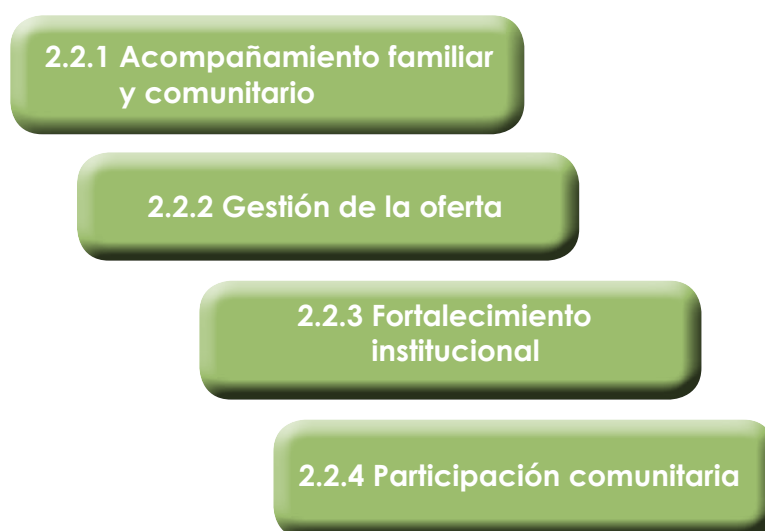 2.2.1 Acompañamiento familiar
y comunitario
2.2.2 Gestión de la oferta
2.2.3 Fortalecimiento
institucional
2.2.4 Participación comunitaria